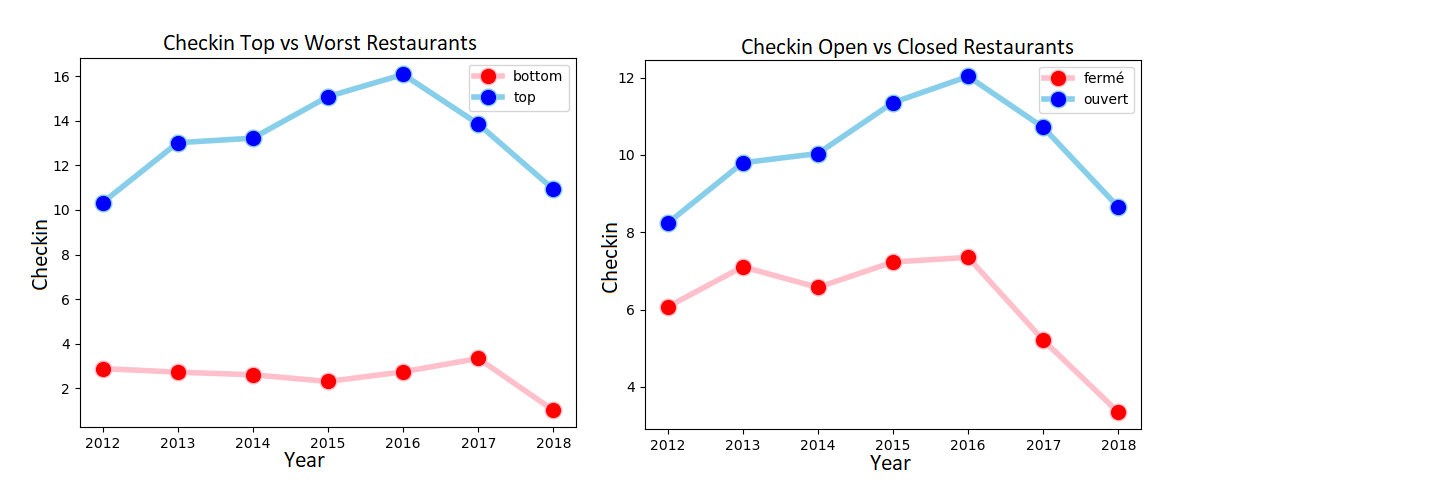 Checkin Top vs Worst Restaurants
bottom
top
16
14
12
10
8
6
4
2
Checkin
2012 2013 2014 2015 2016 2017 2018
Year
Checkin Open vs Closed Restaurants
fermé
ouvert
12
10
8
6
4
Checkin
2012 2013 2014 2015 2016 2017 2018
Year